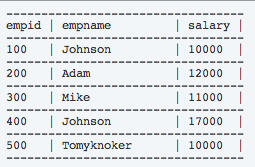 empid | empname | salary |
100 | Johnson | 10000 |
200 | Adam | 12000 |
300 | Mike | 11000 |
400 | Johnson | 17000 |
500 | Tomyknoker | 10000 |